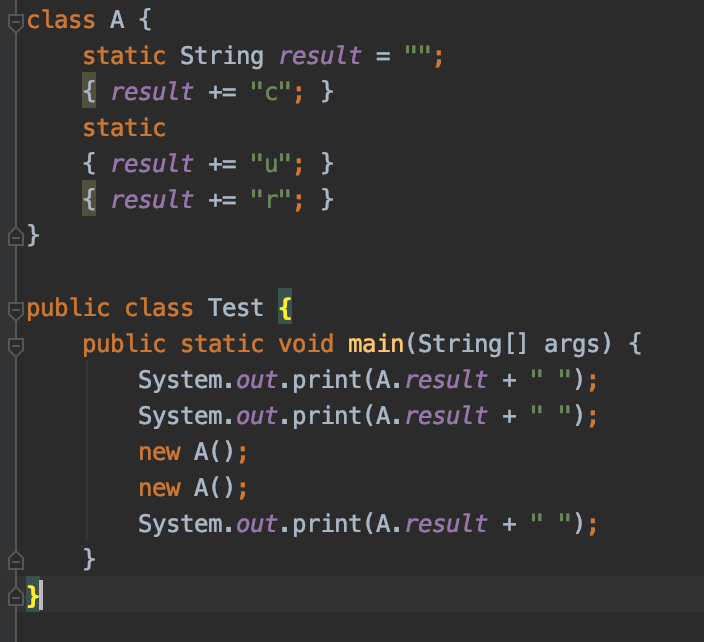 class A {
    static String result = "";
    { result += "c"; }
    static
    { result += "u"; }
    { result += "r"; }
}

public class Test {
    public static void main(String[] args) {
        System.out.print(A.result + " ");
        System.out.print(A.result + " ");
        new A();
        new A();
        System.out.print(A.result + " ");
    }
}